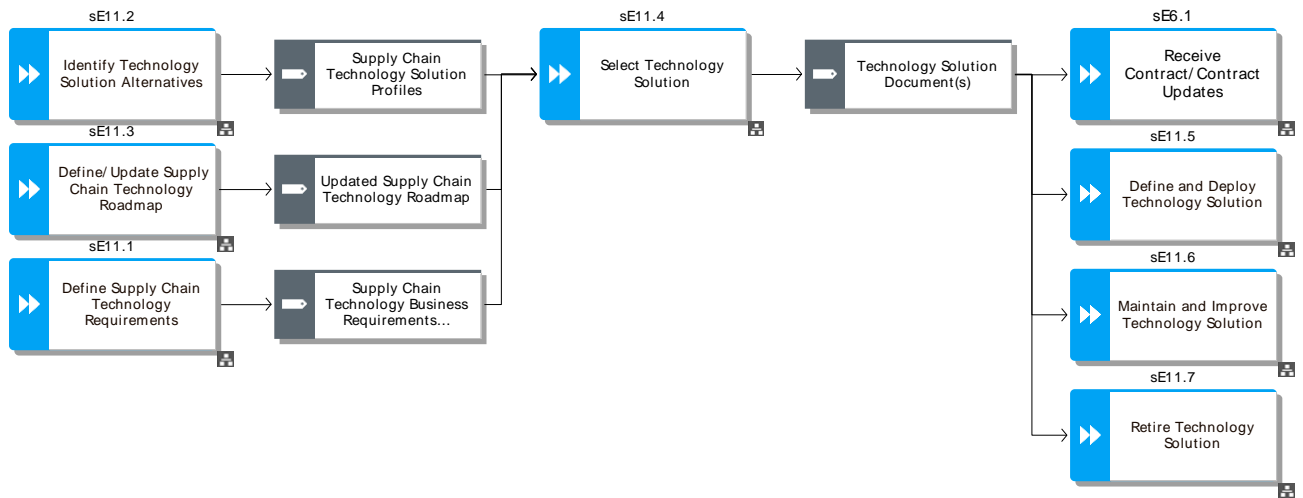 sE11.2
Identify Technology
Solution Alternatives
Supply Chain
Technology Solution
Profiles
sE11.4
Select Technology
Solution
Technology Solution
Document(s)
sE6.1
Receive
Contract/ Contract
Updates
sE11.3
Define/ Update Supply
Chain Technology
Roadmap
Updated Supply Chain
Technology Roadmap
sE11.5
Define and Deploy
Technology Solution
sE11.1
Define Supply Chain
Technology
Requirements
Supply Chain
Technology Business
Requirements...
sE11.6
Maintain and Improve
Technology Solution
sE11.7
Retire Technology
Solution